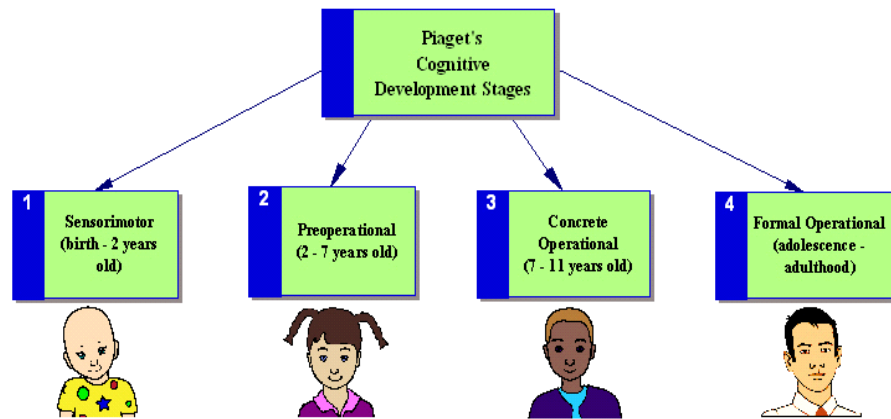 Piaget's
Cognitive
Development Stages
1
Sensorimotor
(birth - 2 years
old)
2
Preoperational
(2 - 7 years old)
3
Concrete
Operational
(7 - 11 years old)
4
Formal Operational
(adolescence -
adulthood)